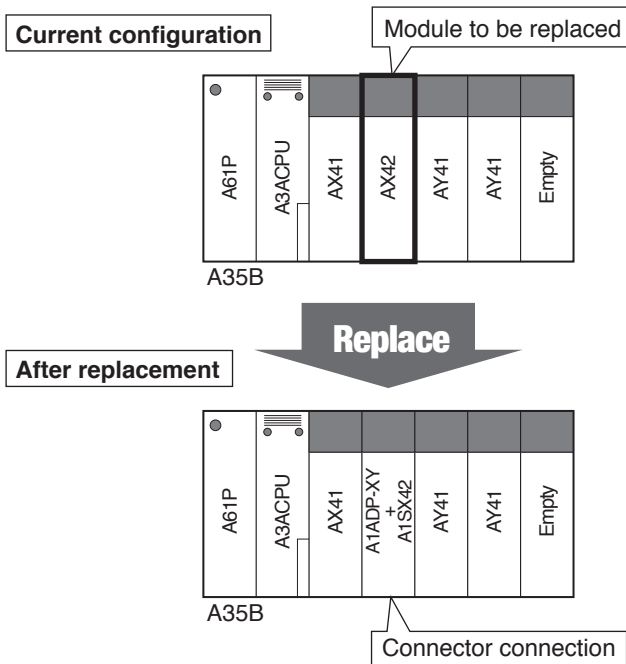 Current configuration
Module to be replaced
A61P
A3ACPU
AX41
AX42
AY41
AY41
Empty
A35B
Replace
After replacement
A61P
A3ACPU
AX41
A1ADP-XY
+
A1SX42
AY41
AY41
Empty
A35B
Connector connection